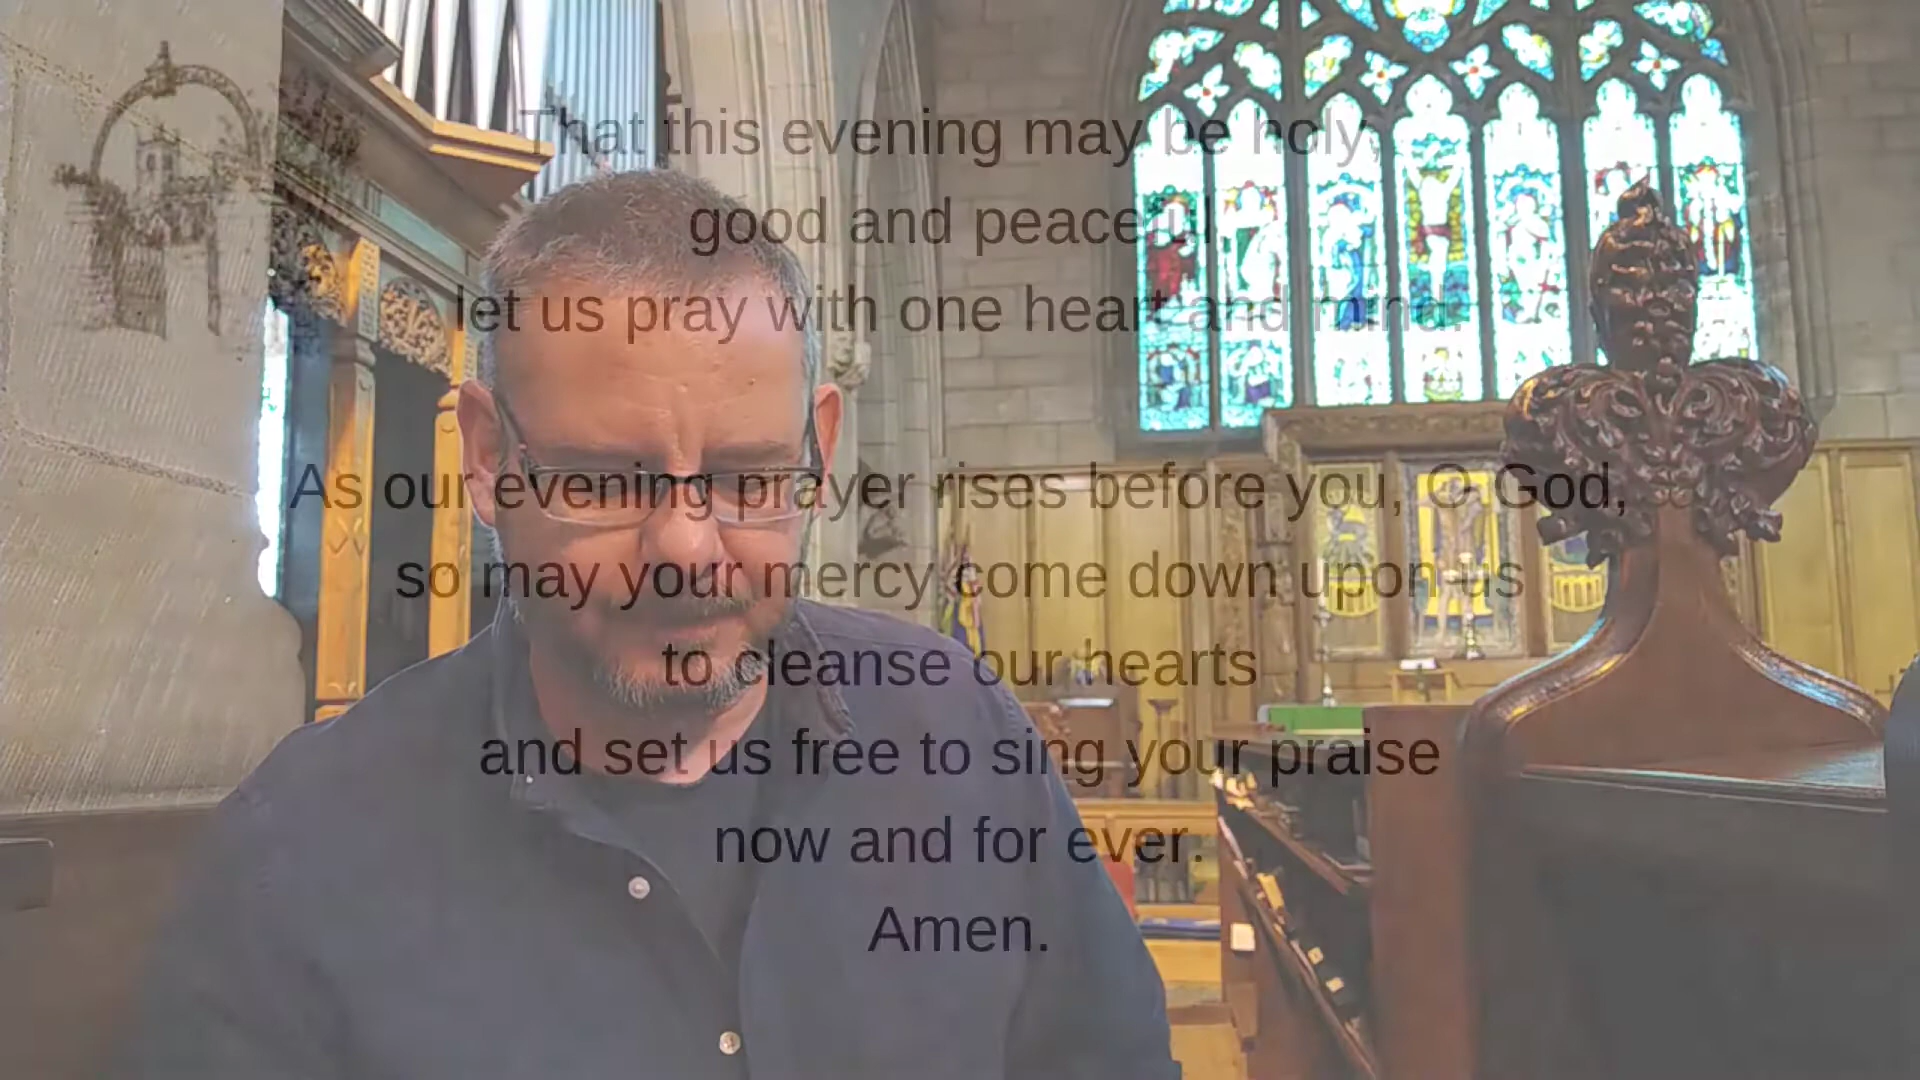 That this evening may be holy,
good and peaceful
let us pray with one heart and mind.
As our evening prayer rises before you, O God,
so may your mercy come down upon us
to cleanse our hearts
and set us free to sing your praise
now and for ever.
Amen.